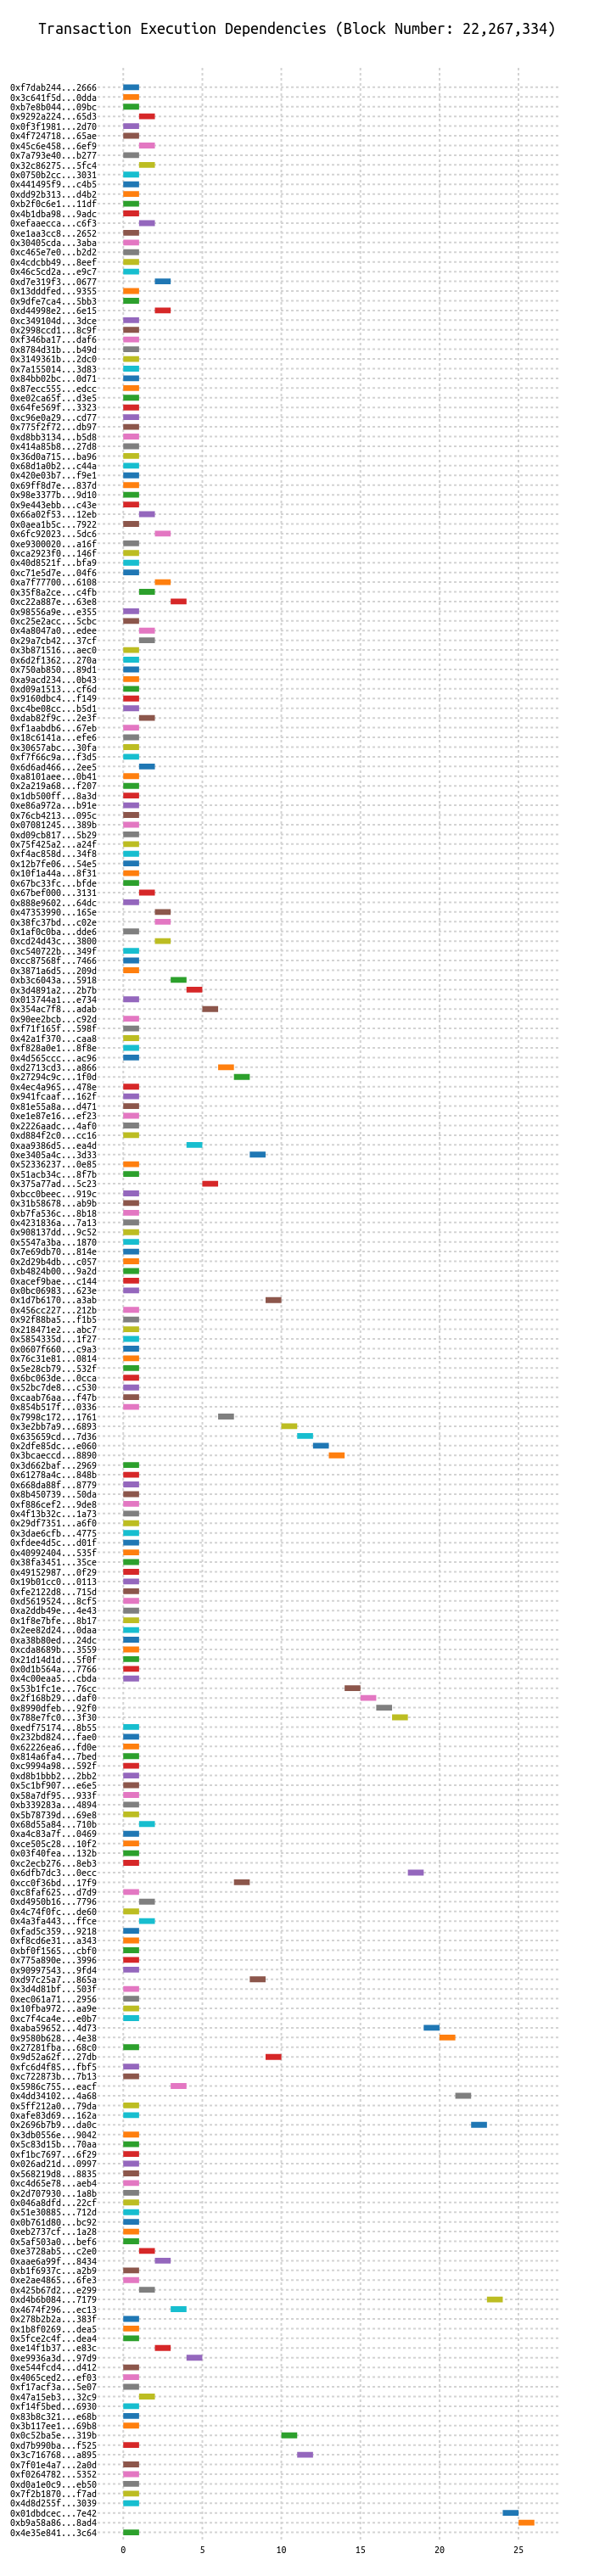 Transaction Execution Dependencies (Block Number: 22,267,334)
0xf7dab244...2666
0x3c641f5d...0dda
0xb7e8b044...09bc
0x9292a224...65d3
0x0f3f1981...2d70
0x4f724718...65ae
0x45c6e458...6ef9
0x7a793e40...b277
0x32c86275...5fc4
0x0750b2cc...3031
0x441495f9...c4b5
0xdd92b313...d4b2
0xb2f0c6e1...11df
0x4b1dba98...9adc
0xefaaecca...c6f3
0xe1aa3cc8...2652
0x30405cda...3aba
0xc465e7e0...b2d2
0x4cdcbb49...8eef
0x46c5cd2a...e9c7
0xd7e319f3...0677
0x13dddfed...9355
0x9dfe7ca4...5bb3
0xd44998e2...6e15
0xc349104d...3dce
0x2998ccd1...8c9f
0xf346ba17...daf6
0x8784d31b...b49d
0x3149361b...2dc0
0x7a155014...3d83
0x84bb02bc...0d71
0x87ecc555...edcc
0xe02ca65f...d3e5
0x64fe569f...3323
0xc96e0a29...cd77
0x775f2f72...db97
0xd8bb3134...b5d8
0x414a85b8...27d8
0x36d0a715...ba96
0x68d1a0b2...c44a
0x420e03b7...f9e1
0x69ff8d7e...837d
0x98e3377b...9d10
0x9e443ebb...c43e
0x66a02f53...12eb
0x0aea1b5c...7922
0x6fc92023...5dc6
0xe9300020...a16f
0xca2923f0...146f
0x40d8521f...bfa9
0xc71e5d7e...04f6
0xa7f77700...6108
0x35f8a2ce...c4fb
0xc22a887e...63e8
0x98556a9e...e355
0xc25e2acc...5cbc
0x4a8047a0...edee
0x29a7cb42...37cf
0x3b871516...aec0
0x6d2f1362...270a
0x750ab850...89d1
0xa9acd234...0b43
0xd09a1513...cf6d
0x9160dbc4...f149
0xc4be08cc...b5d1
0xdab82f9c...2e3f
0xf1aabdb6...67eb
0x18c6141a...efe6
0x30657abc...30fa
0xf7f66c9a...f3d5
0x6d6ad466...2ee5
0xa8101aee...0b41
0x2a219a68...f207
0x1db500ff...8a3d
0xe86a972a...b91e
0x76cb4213...095c
0x07081245...389b
0xd09cb817...5b29
0x75f425a2...a24f
0xf4ac858d...34f8
0x12b7fe06...54e5
0x10f1a44a...8f31
0x67bc33fc...bfde
0x67bef000...3131
0x888e9602...64dc
0x47353990...165e
0x38fc37bd...c02e
0x1af0c0ba...dde6
0xcd24d43c...3800
0xc540722b...349f
0xcc87568f...7466
0x3871a6d5...209d
0xb3c6043a...5918
0x3d4891a2...2b7b
0x013744a1...e734
0x354ac7f8...adab
0x90ee2bcb...c92d
0xf71f165f...598f
0x42a1f370...caa8
0xf828a0e1...8f8e
0x4d565ccc...ac96
0xd2713cd3...a866
0x27294c9c...1f0d
0x4ec4a965...478e
0x941fcaaf...162f
0x81e55a8a...d471
0xe1e87e16...ef23
0x2226aadc...4af0
0xd884f2c0...cc16
0xaa9386d5...ea4d
0xe3405a4c...3d33
0x52336237...0e85
0x51acb34c...8f7b
0x375a77ad...5c23
0xbcc0beec...919c
0x31b58678...ab9b
0xb7fa536c...8b18
0x4231836a...7a13
0x908137dd...9c52
0x5547a3ba...1870
0x7e69db70...814e
0x2d29b4db...c057
0xb4824b00...9a2d
0xacef9bae...c144
0x0bc06983...623e
0x1d7b6170...a3ab
0x456cc227...212b
0x92f88ba5...f1b5
0x218471e2...abc7
0x5854335d...1f27
0x0607f660...c9a3
0x76c31e81...0814
0x5e28cb79...532f
0x6bc063de...0cca
0x52bc7de8...c530
0xcaab76aa...f47b
0x854b517f...0336
0x7998c172...1761
0x3e2bb7a9...6893
0x635659cd...7d36
0x2dfe85dc...e060
0x3bcaeccd...8890
0x3d662baf...2969
0x61278a4c...848b
0x668da88f...8779
0x8b450739...50da
0xf886cef2...9de8
0x4f13b32c...1a73
0x29df7351...a6f0
0x3dae6cfb...4775
0xfdee4d5c...d01f
0x40992404...535f
0x38fa3451...35ce
0x49152987...0f29
0x19b01cc0...0113
0xfe2122d8...715d
0xd5619524...8cf5
0xa2ddb49e...4e43
0x1f8e7bfe...8b17
0x2ee82d24...0daa
0xa38b80ed...24dc
0xcda8689b...3559
0x21d14d1d...5f0f
0x0d1b564a...7766
0x4c00eaa5...cbda
0x53b1fc1e...76cc
0x2f168b29...daf0
0x8990dfeb...92f0
0x788e7fc0...3f30
0xedf75174...8b55
0x232bd824...fae0
0x62226ea6...fd0e
0x814a6fa4...7bed
0xc9994a98...592f
0xd8b1bbb2...2bb2
0x5c1bf907...e6e5
0x58a7df95...933f
0xb339283a...4894
0x5b78739d...69e8
0x68d55a84...710b
0xa4c83a7f...0469
0xce505c28...10f2
0x03f40fea...132b
0xc2ecb276...8eb3
0x6dfb7dc3...0ecc
0xcc0f36bd...17f9
0xc8faf625...d7d9
0xd4950b16...7796
0x4c74f0fc...de60
0x4a3fa443...ffce
0xfad5c359...9218
0xf8cd6e31...a343
0xbf0f1565...cbf0
0x775a890e...3996
0x90997543...9fd4
0xd97c25a7...865a
0x3d4d81bf...503f
0xec061a71...2956
0x10fba972...aa9e
0xc7f4ca4e...e0b7
0xaba59652...4d73
0x9580b628...4e38
0x27281fba...68c0
0x9d52a62f...27db
0xfc6d4f85...fbf5
0xc722873b...7b13
0x5986c755...eacf
0x4dd34102...4a68
0x5ff212a0...79da
0xafe83d69...162a
0x2696b7b9...da0c
0x3db0556e...9042
0x5c83d15b...70aa
0xf1bc7697...6f29
0x026ad21d...0997
0x568219d8...8835
0xc4d65e78...aeb4
0x2d707930...1a8b
0x046a8dfd...22cf
0x51e30885...712d
0x0b761d80...bc92
0xeb2737cf...1a28
0x5af503a0...bef6
0xe3728ab5...c2e0
0xaae6a99f...8434
0xb1f6937c...a2b9
0xe2ae4865...6fe3
0x425b67d2...e299
0xd4b6b084...7179
0x4674f296...ec13
0x278b2b2a...383f
0x1b8f0269...dea5
0x5fce2c4f...dea4
0xe14f1b37...e83c
0xe9936a3d...97d9
0xe544fcd4...d412
0x4065ced2...ef03
0xf17acf3a...5e07
0x47a15eb3...32c9
0xf14f5bed...6930
0x83b8c321...e68b
0x3b117ee1...69b8
0x0c52ba5e...319b
0xd7b990ba...f525
0x3c716768...a895
0x7f01e4a7...2a0d
0xf0264782...5352
0xd0a1e0c9...eb50
0x7f2b1870...f7ad
0x4d8d255f...3039
0x01dbdcec...7e42
0xb9a58a86...8ad4
0x4e35e841...3c64
0 5 10 15 20 25